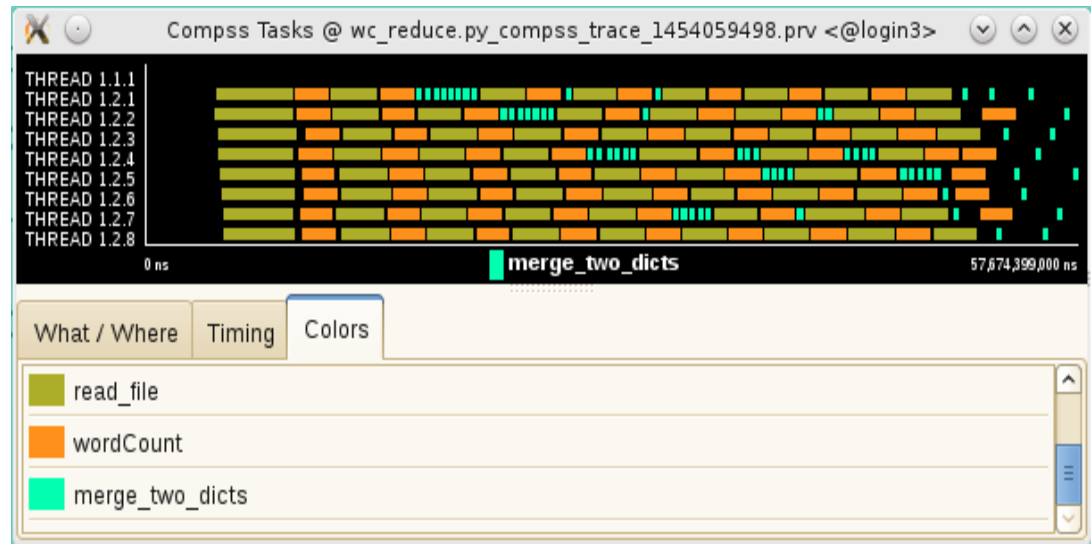 Compss Tasks @ wc_reduce.py_compss_trace_1454059498.prv <@login3>
THREAD 1.1.1
THREAD 1.2.1
THREAD 1.2.2
THREAD 1.2.3
THREAD 1.2.4
THREAD 1.2.5
THREAD 1.2.6
THREAD 1.2.7
THREAD 1.2.8
0 ns merge_two_dicts 57,674,399,000 ns
What / Where Timing Colors
read_file
wordCount
merge_two_dicts